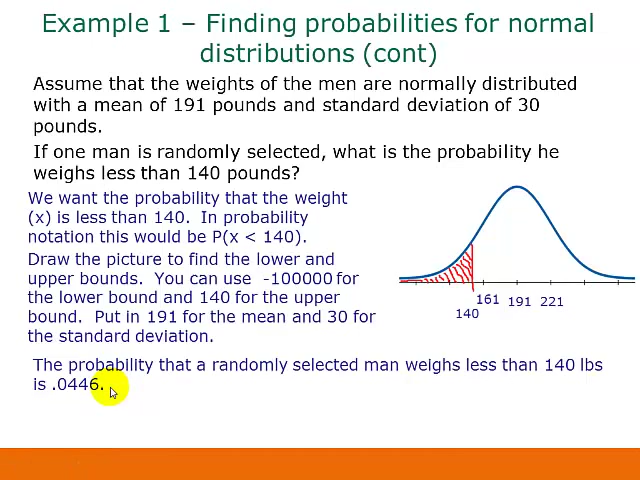 Example 1 – Finding probabilities for normal
distributions (cont)
Assume that the weights of the men are normally distributed
with a mean of 191 pounds and standard deviation of 30
pounds.
If one man is randomly selected, what is the probability he
weighs less than 140 pounds?
We want the probability that the weight
(x) is less than 140. In probability
notation this would be P(x < 140).
Draw the picture to find the lower and
upper bounds. You can use -100000 for
the lower bound and 140 for the upper
bound. Put in 191 for the mean and 30 for
the standard deviation.
161 191 221
140
The probability that a randomly selected man weighs less than 140 lbs
is .0446.